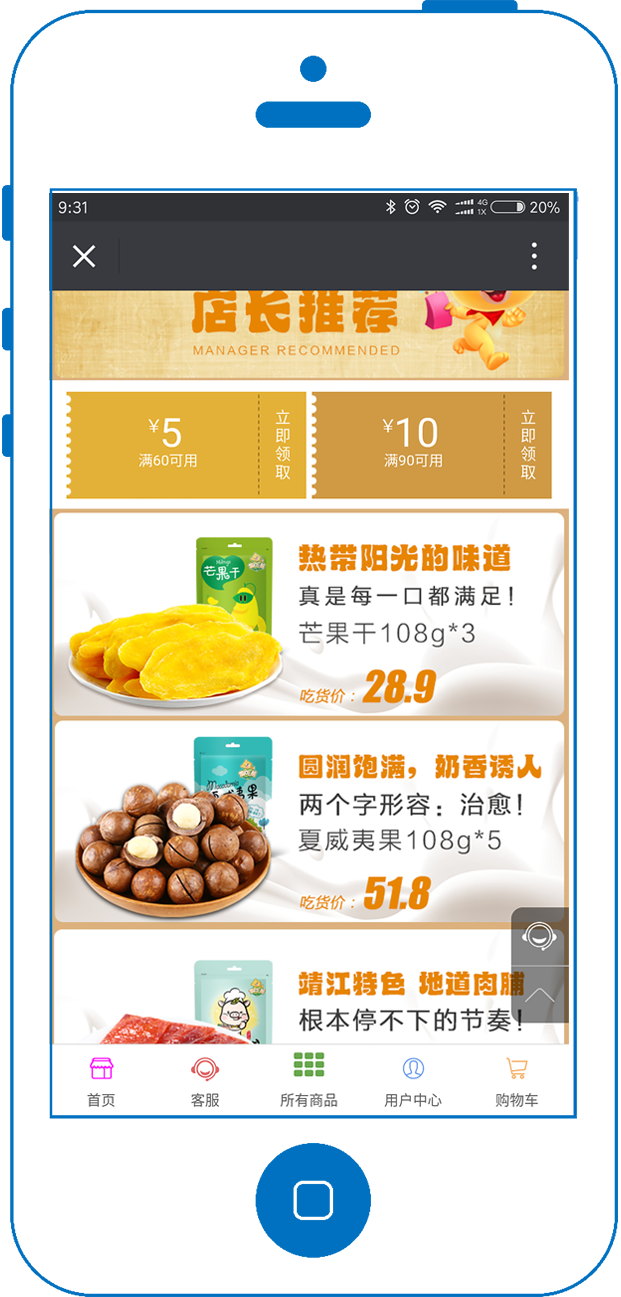 9:31
4G
1X
20%
店长推荐
MANAGER RECOMMENDED
¥5
满60可用
立即领取
¥10
满90可用
立即领取
芒果干
热带阳光的味道
真是每一口都满足!
芒果干108g*3
吃货价: 28.9
圆润饱满，奶香诱人
两个字形容：治愈!
夏威夷果108g*5
吃货价: 51.8
靖江特色 地道肉脯
根本停不下的节奏!
首页
客服
所有商品
用户中心
购物车